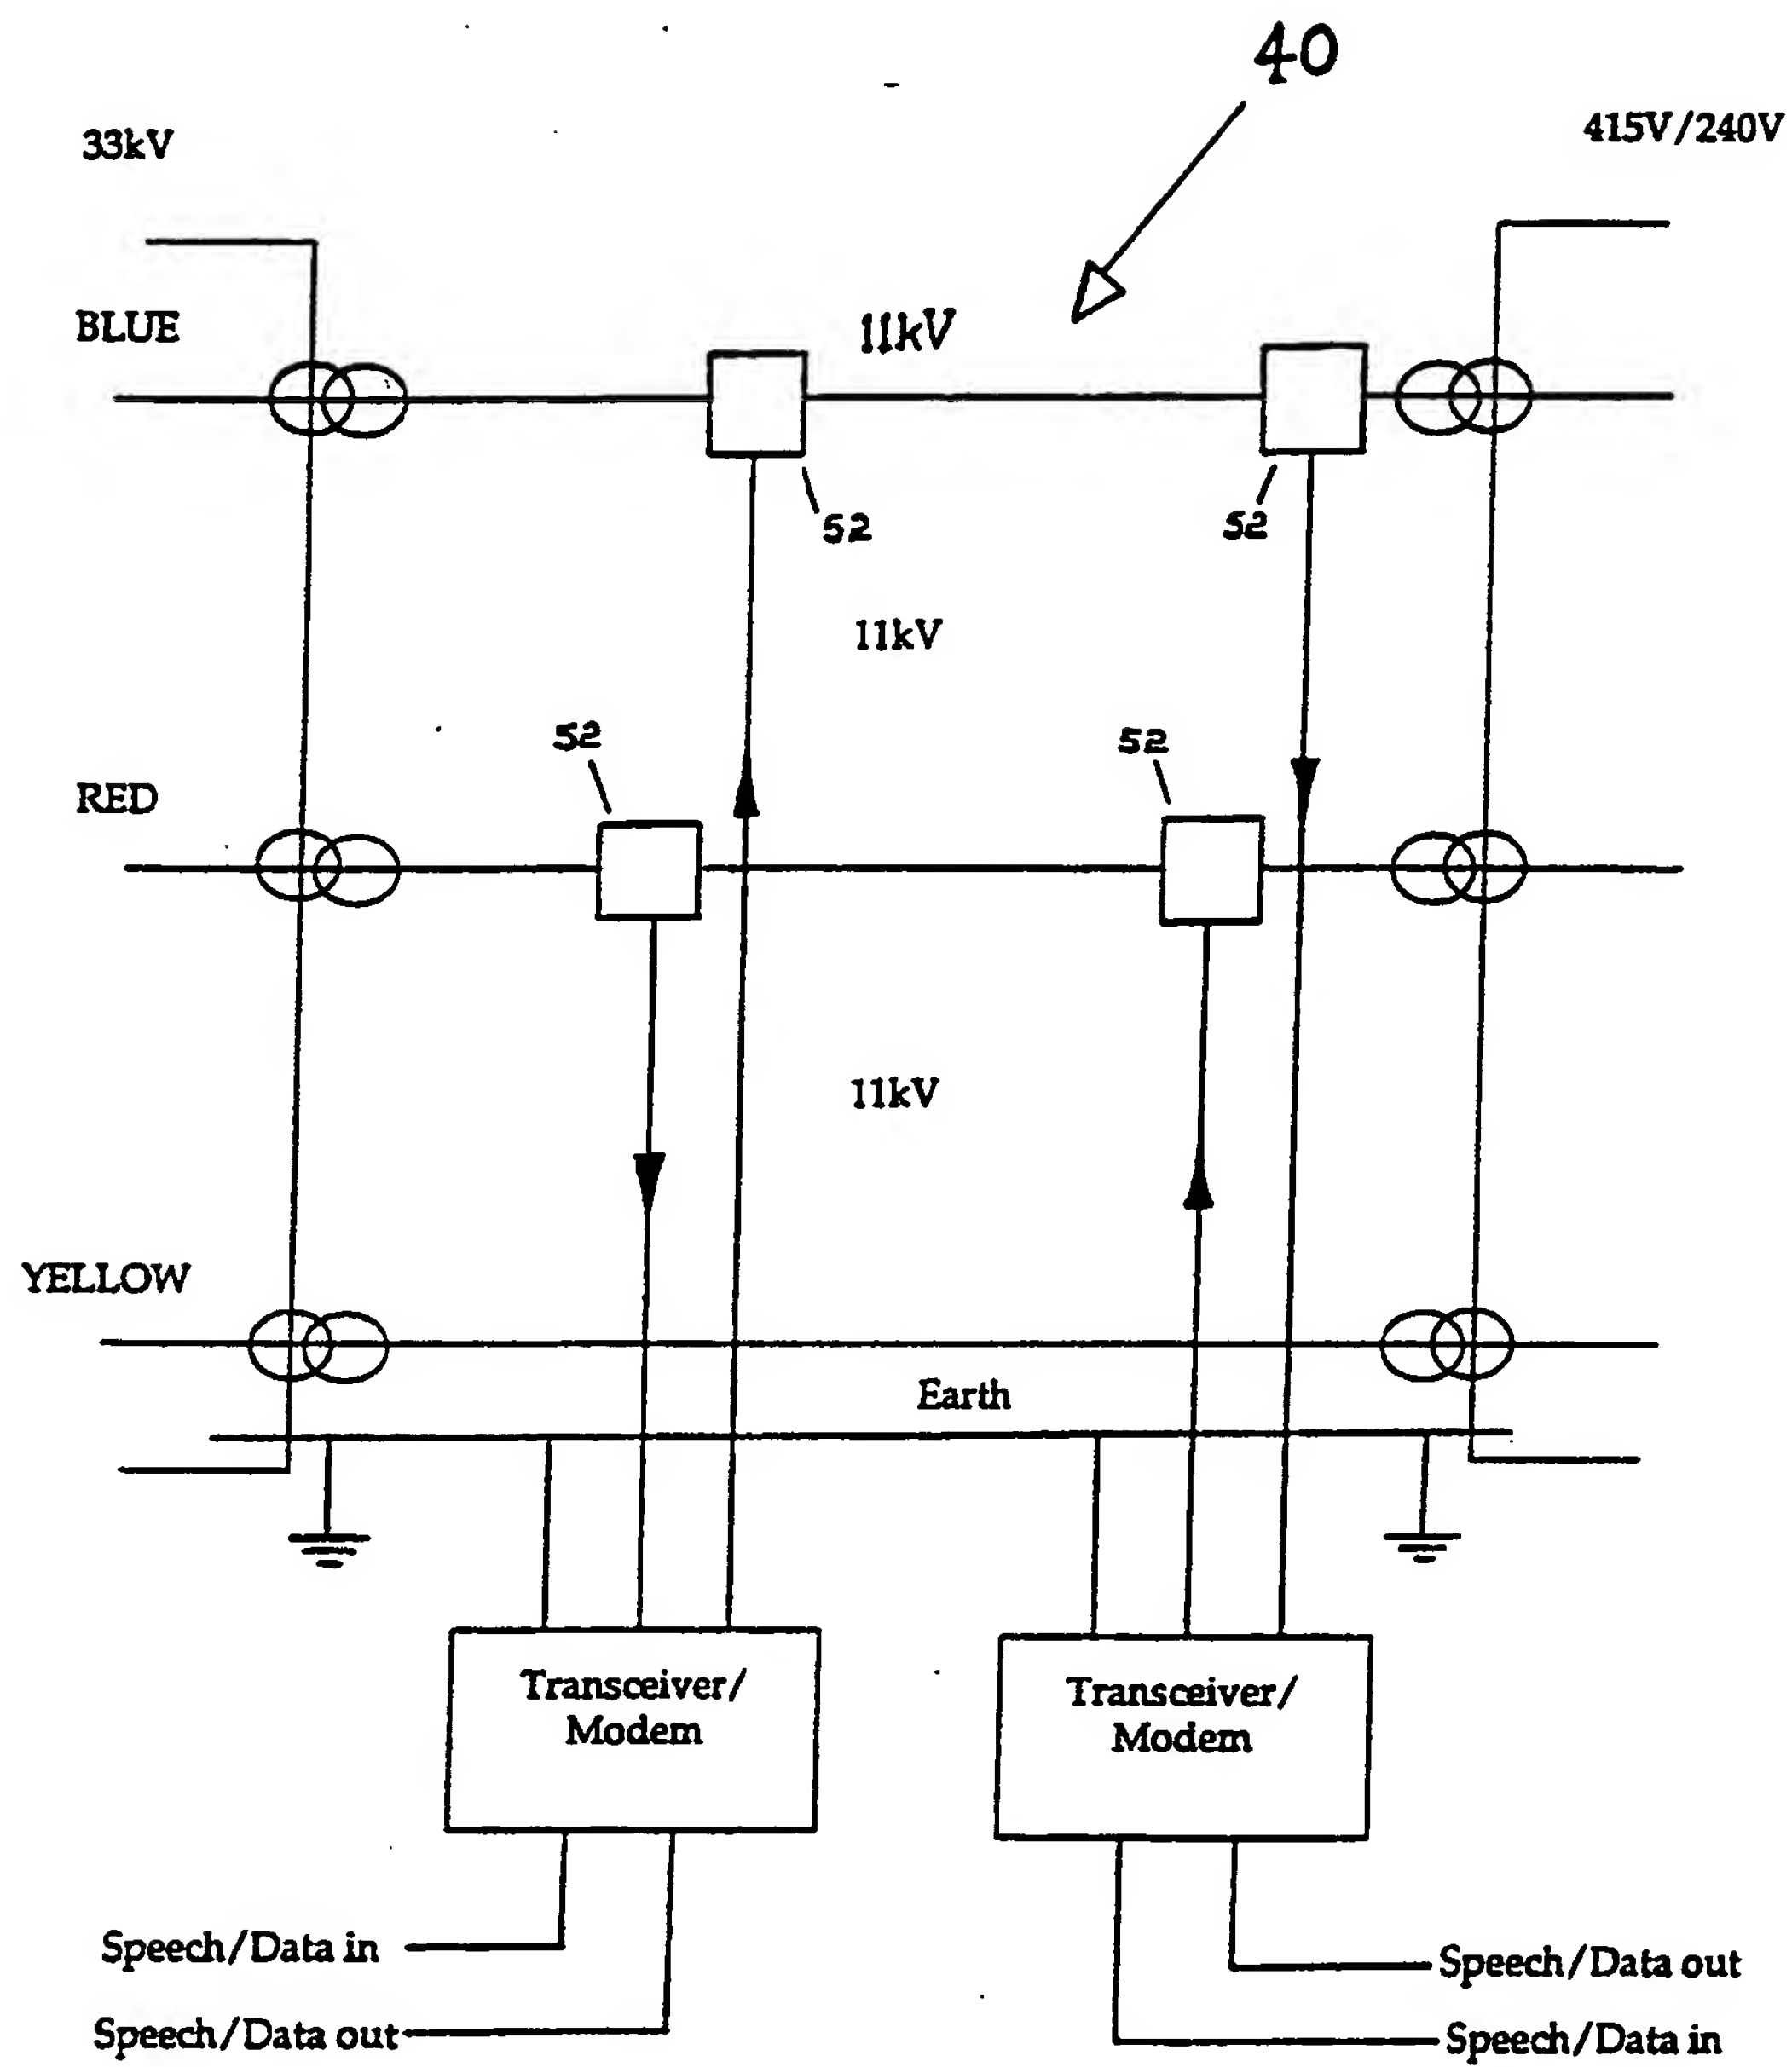 40
33kV
415V/240V
BLUE
11kV
52
52
11kV
52
52
RED
11kV
YELLOW
Earth
Transceiver/
Modem
Transceiver/
Modem
Speech/Data in
Speech/Data out
Speech/Data out
Speech/Data in